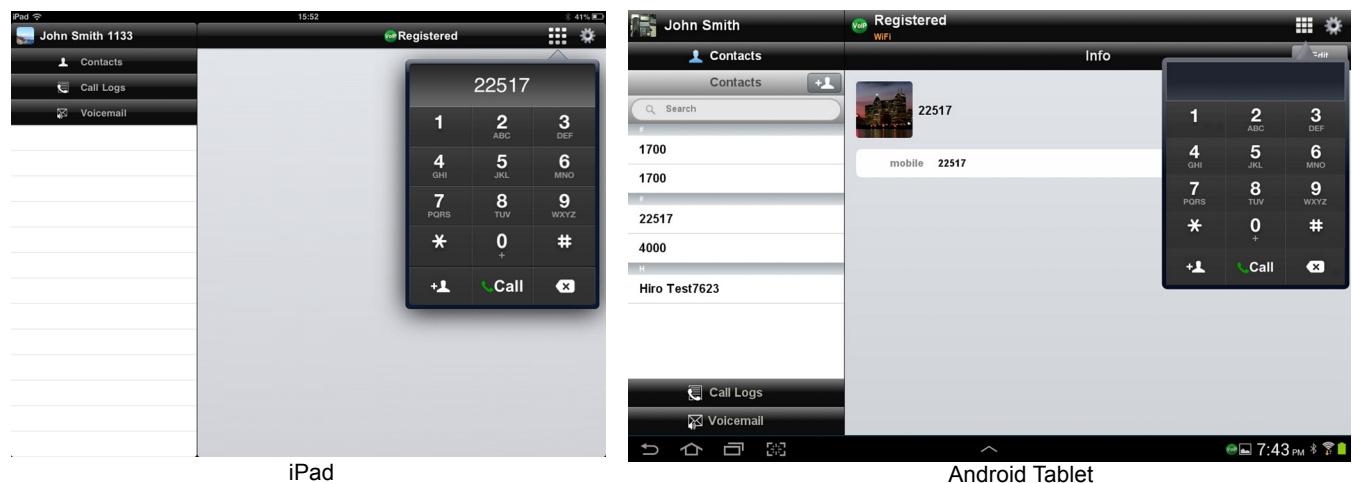 iPad 15:52 41%
John Smith 1133 VoIP Registered
Contacts
Call Logs
Voicemail
22517
1 2 3
ABC DEF
4 5 6
GHI JKL MNO
7 8 9
PQRS TUV WXYZ
* 0 #
+
+ Call
iPad
John Smith VoIP Registered
WiFi
Contacts Info Edit
Contacts
Search
#
1700
1700
#
22517
4000
H
Hiro Test7623
Call Logs
Voicemail
22517
mobile 22517
1 2 3
ABC DEF
4 5 6
GHI JKL MNO
7 8 9
PQRS TUV WXYZ
* 0 #
+
+ Call
7:43 PM
Android Tablet